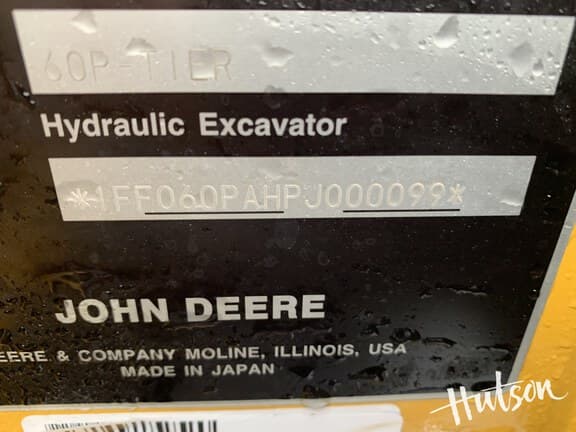 60P-TIER
Hydraulic Excavator
*1FF060PAHPJ000099*
JOHN DEERE
EERE & COMPANY MOLINE, ILLINOIS, USA
MADE IN JAPAN
Hutson